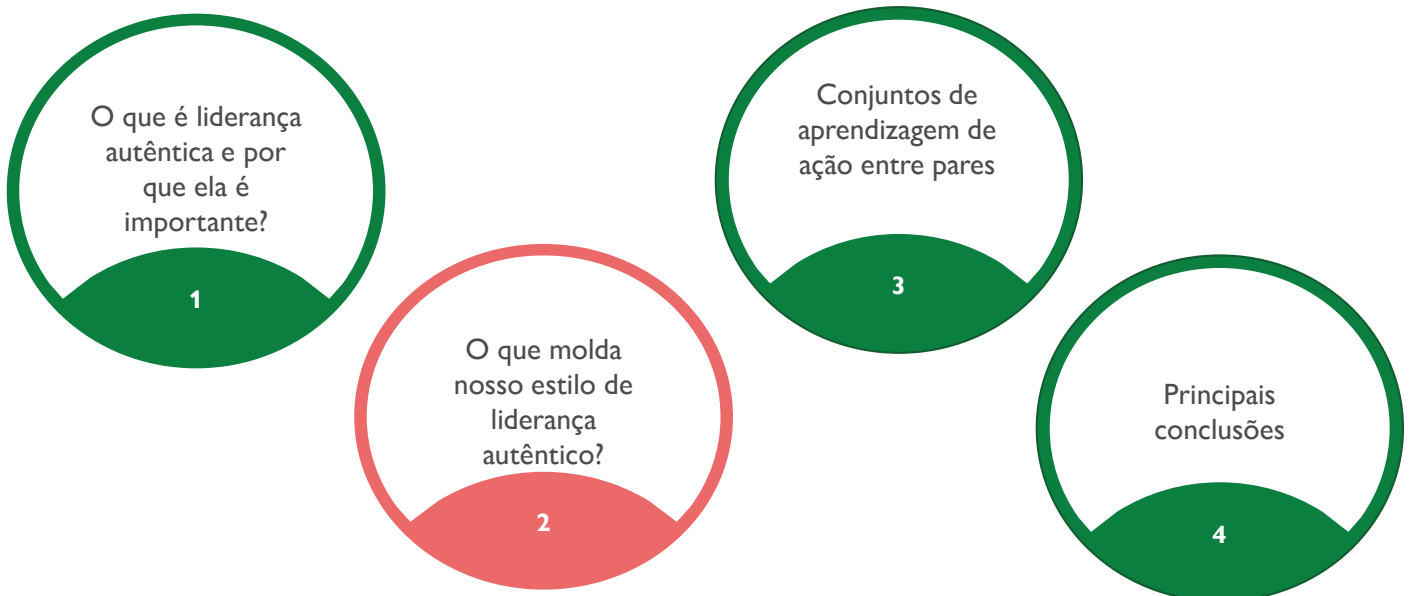 O que é liderança
autêntica e por
que ela é
importante?
1
O que molda
nosso estilo de
liderança
autêntico?
2
Conjuntos de
aprendizagem de
ação entre pares
3
Principais
conclusões
4